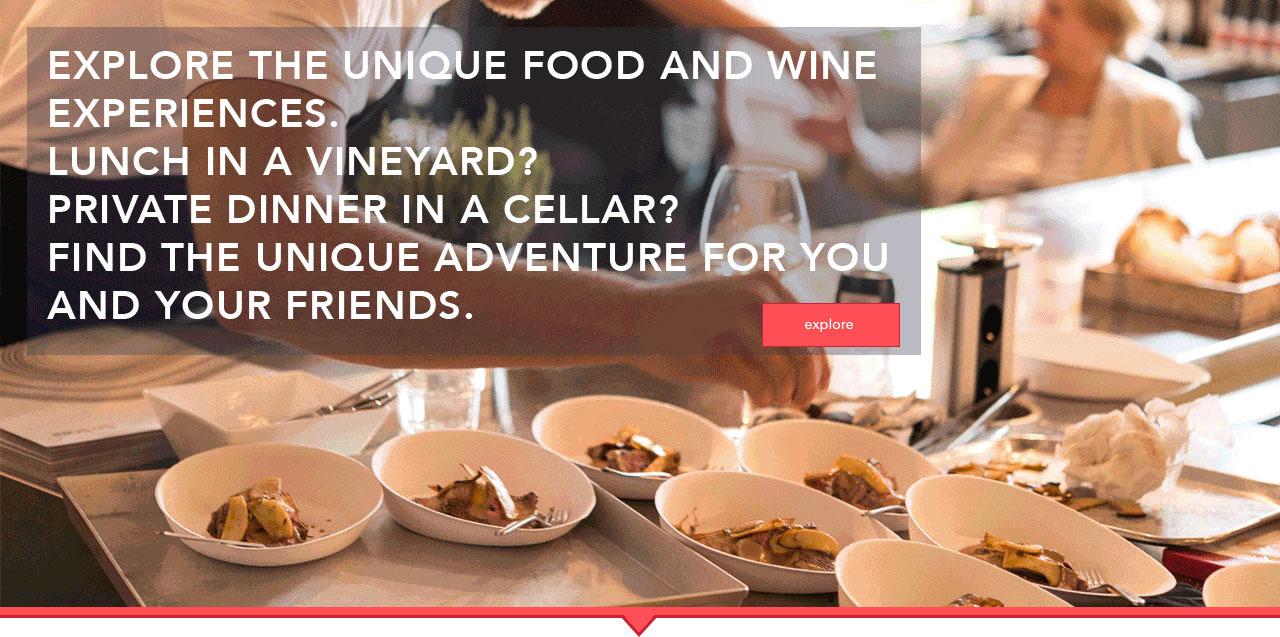 EXPLORE THE UNIQUE FOOD AND WINE
EXPERIENCES.
LUNCH IN A VINEYARD?
PRIVATE DINNER IN A CELLAR?
FIND THE UNIQUE ADVENTURE FOR YOU
AND YOUR FRIENDS.
explore